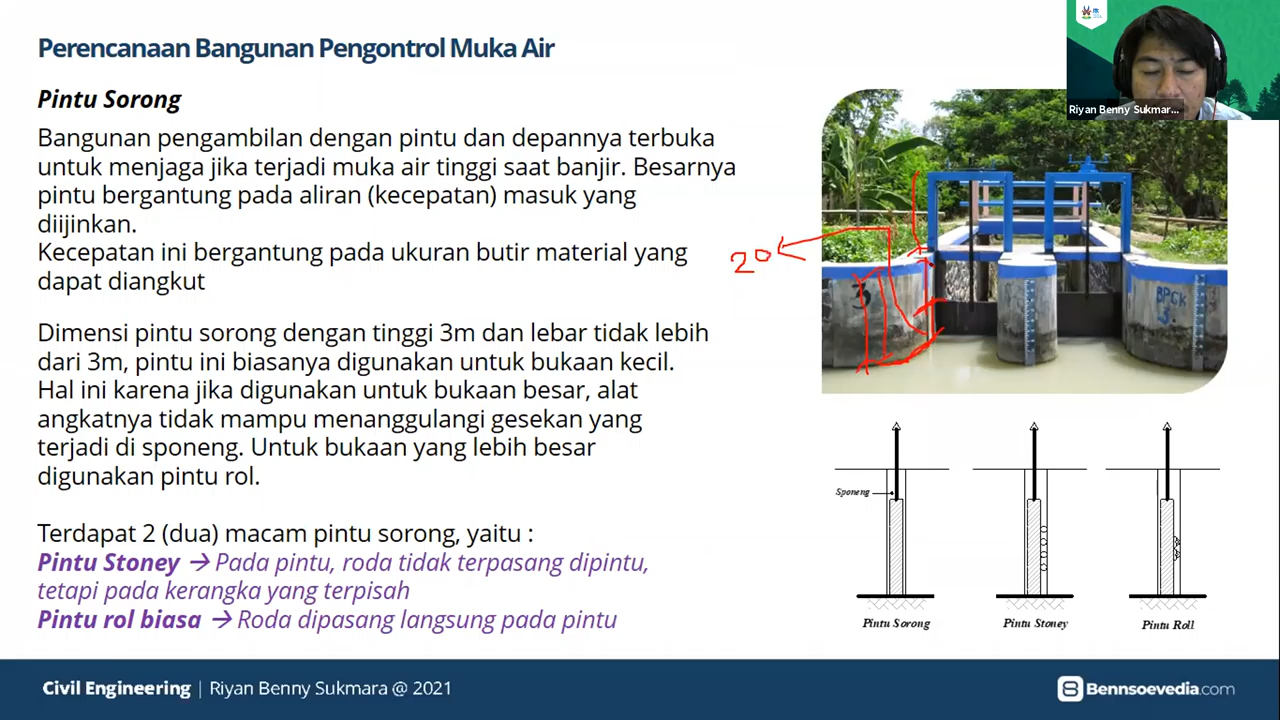 Perencanaan Bangunan Pengontrol Muka Air
Pintu Sorong
Bangunan pengambilan dengan pintu dan depannya terbuka
untuk menjaga jika terjadi muka air tinggi saat banjir. Besarnya
pintu bergantung pada aliran (kecepatan) masuk yang
diijinkan.
Kecepatan ini bergantung pada ukuran butir material yang
dapat diangkut
Dimensi pintu sorong dengan tinggi 3m dan lebar tidak lebih
dari 3m, pintu ini biasanya digunakan untuk bukaan kecil.
Hal ini karena jika digunakan untuk bukaan besar, alat
angkatnya tidak mampu menanggulangi gesekan yang
terjadi di sponeng. Untuk bukaan yang lebih besar
digunakan pintu rol.
Terdapat 2 (dua) macam pintu sorong, yaitu :
Pintu Stoney → Pada pintu, roda tidak terpasang dipintu,
tetapi pada kerangka yang terpisah
Pintu rol biasa → Roda dipasang langsung pada pintu
Riyan Benny Sukmar...
20
3
BPCK
3
Sponeng
Pintu Sorong
Pintu Stoney
Pintu Roll
Civil Engineering | Riyan Benny Sukmara @ 2021
Bennsoevedia.com